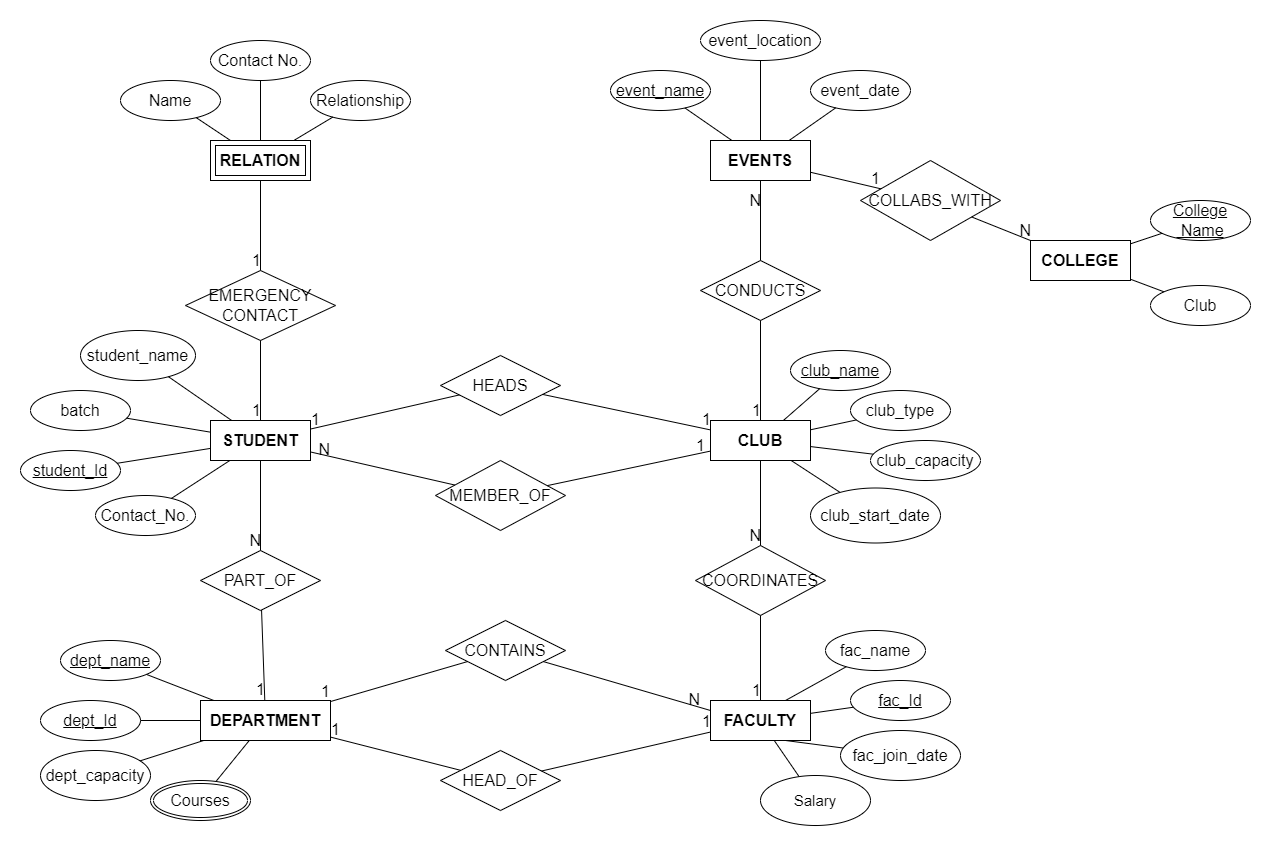 event_location
Contact No.
Name
Relationship
event_name
event_date
RELATION
EVENTS
1
COLLABS_WITH
N
College
Name
N
COLLEGE
1
EMERGENCY
CONTACT
CONDUCTS
Club
student_name
club_name
HEADS
batch
1
1
1
1
club_type
STUDENT
CLUB
N
1
club_capacity
student_Id
MEMBER_OF
Contact_No.
club_start_date
N
N
PART_OF
COORDINATES
dept_name
CONTAINS
fac_name
1
1
N
1
fac_Id
dept_Id
DEPARTMENT
FACULTY
1
1
fac_join_date
dept_capacity
HEAD_OF
Courses
Salary